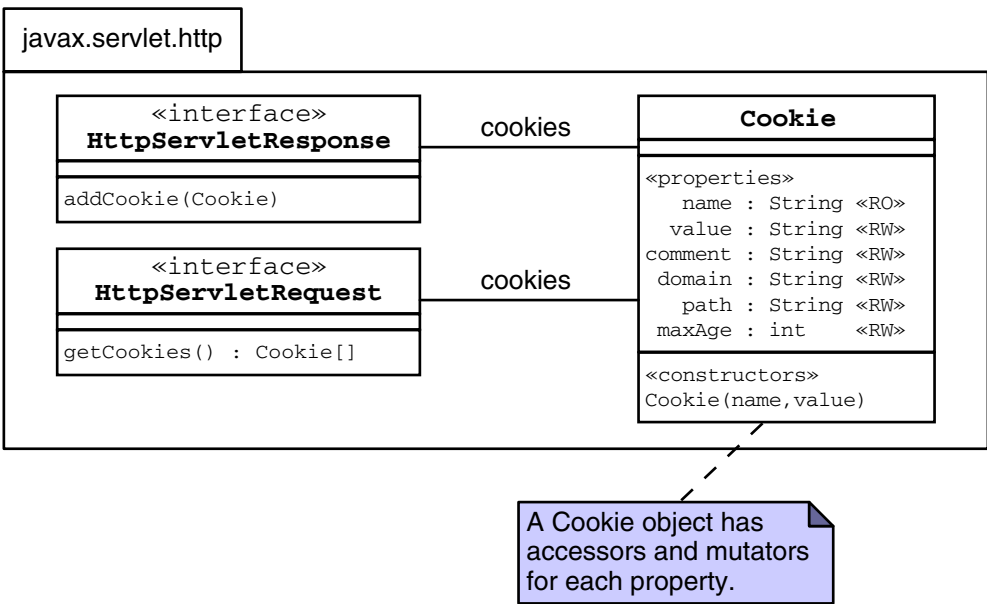 javax.servlet.http
«interface»
HttpServletResponse
addCookie(Cookie)
cookies
«interface»
HttpServletRequest
getCookies() : Cookie[]
cookies
Cookie
«properties»
name : String «RO»
value : String «RW»
comment : String «RW»
domain : String «RW»
path : String «RW»
maxAge : int «RW»
«constructors»
Cookie(name,value)
A Cookie object has
accessors and mutators
for each property.